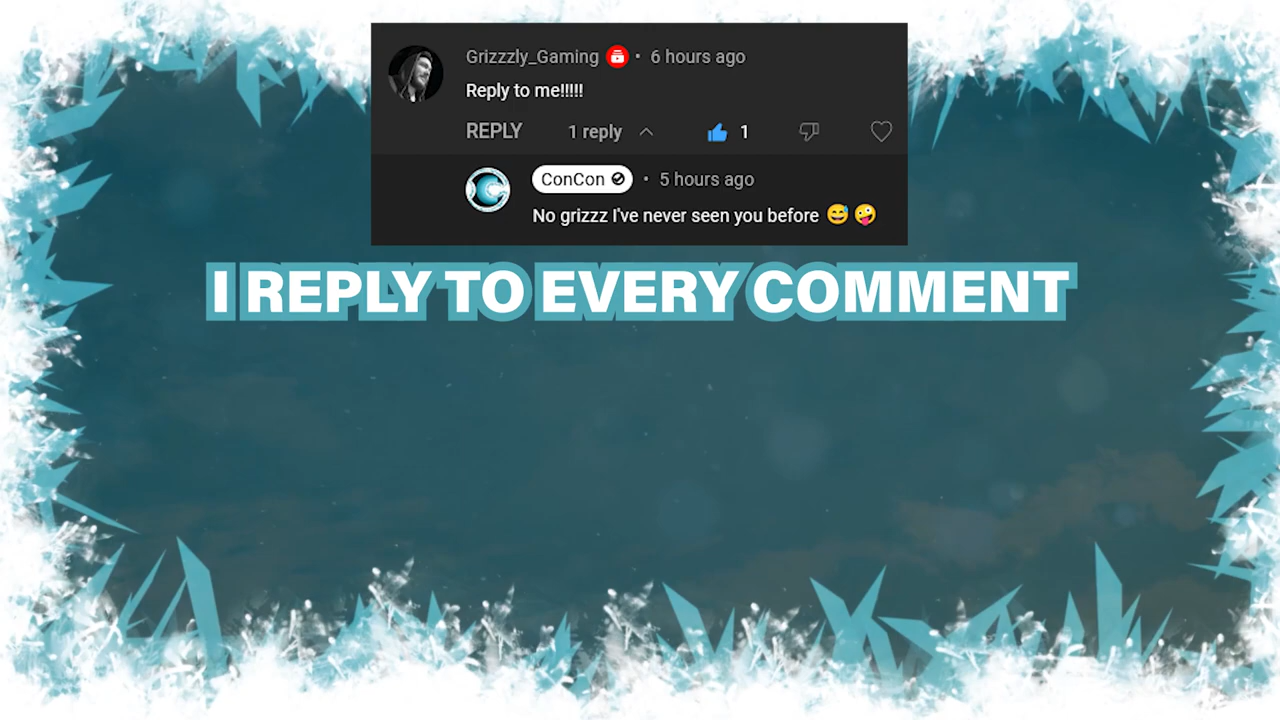 Grizzzly_Gaming • 6 hours ago
Reply to me!!!!!
REPLY 1 reply 1
ConCon • 5 hours ago
No grizzz I've never seen you before 😅🤪
I REPLY TO EVERY COMMENT